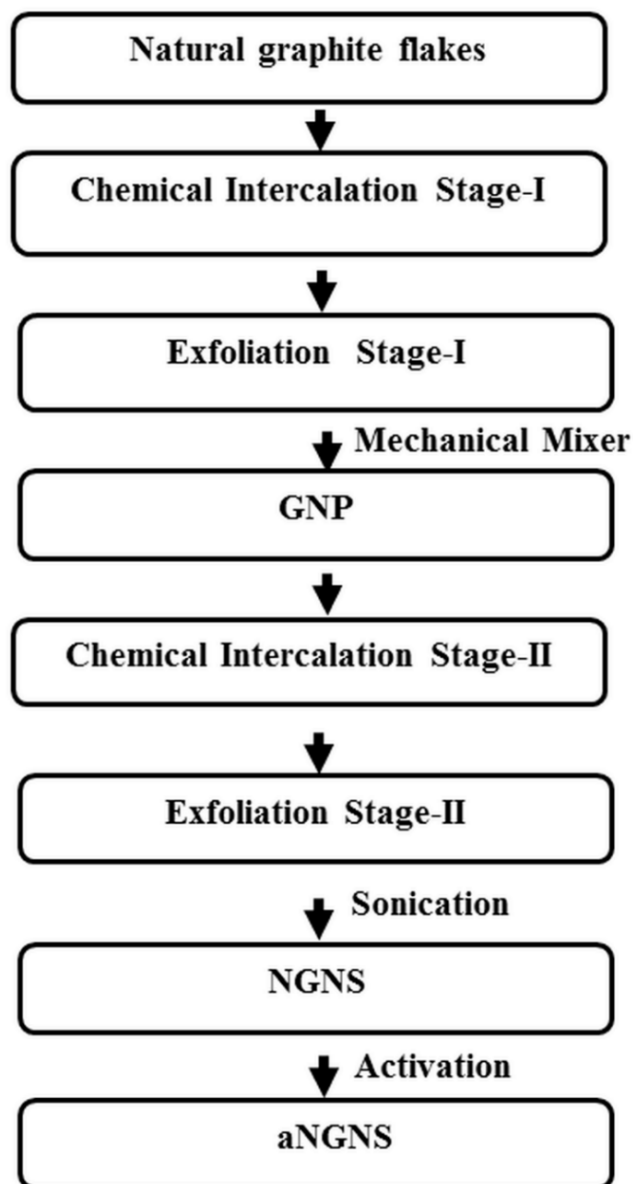 Natural graphite flakes
Chemical Intercalation Stage-I
Exfoliation Stage-I
Mechanical Mixer
GNP
Chemical Intercalation Stage-II
Exfoliation Stage-II
Sonication
NGNS
Activation
aNGNS